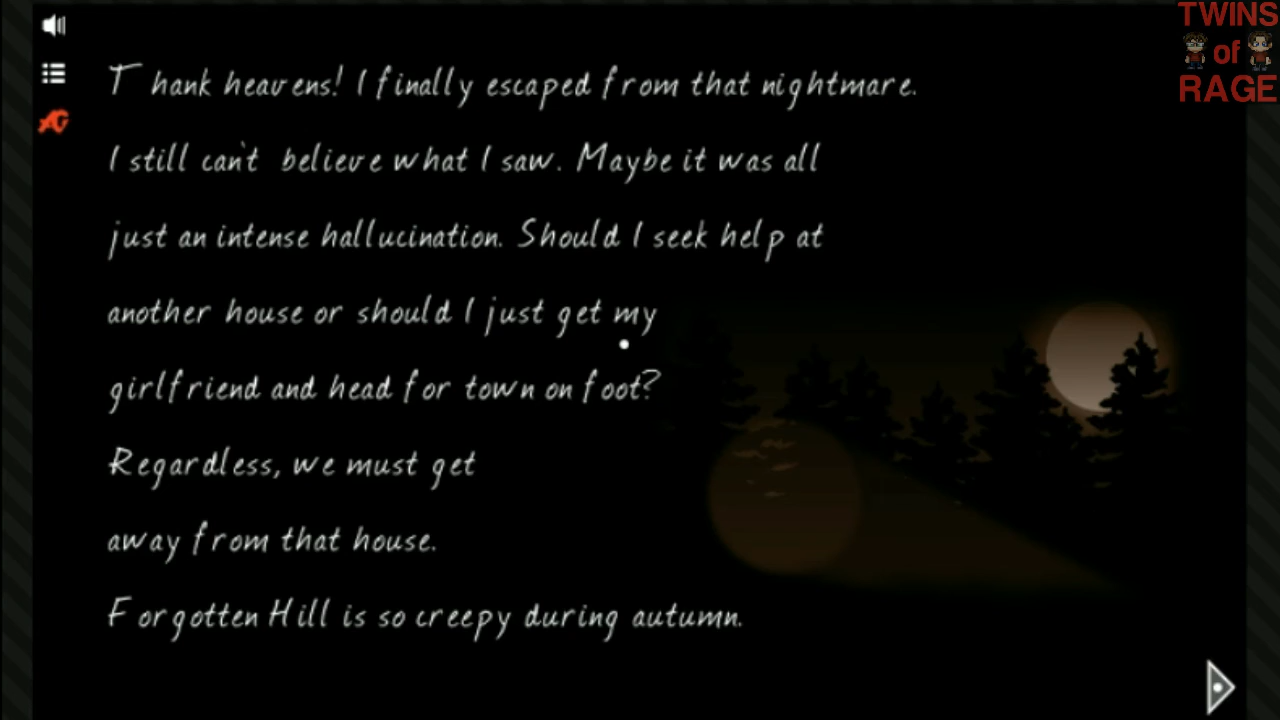 TWINS
of
RAGE
AG
Thank heavens! I finally escaped from that nightmare.
I still can't believe what I saw. Maybe it was all
just an intense hallucination. Should I seek help at
another house or should I just get my
girlfriend and head for town on foot?
Regardless, we must get
away from that house.
Forgotten Hill is so creepy during autumn.